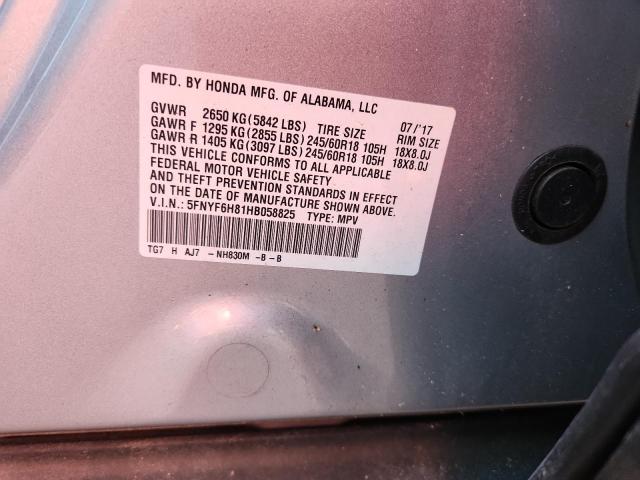 MFD. BY HONDA MFG. OF ALABAMA, LLC
07/'17
GVWR 2650 KG (5842 LBS) TIRE SIZE RIM SIZE
GAWR F 1295 KG (2855 LBS) 245/60R18 105H 18X8.0J
GAWR R 1405 KG (3097 LBS) 245/60R18 105H 18X8.0J
THIS VEHICLE CONFORMS TO ALL APPLICABLE
FEDERAL MOTOR VEHICLE SAFETY
AND THEFT PREVENTION STANDARDS IN EFFECT
ON THE DATE OF MANUFACTURE SHOWN ABOVE.
V.I.N.: 5FNYF6H81HB058825 TYPE: MPV
TG7 H AJ7 -NH830M -B-B